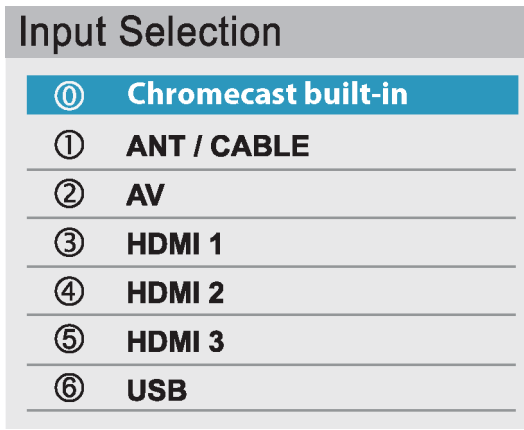 Input Selection
⓪ Chromecast built-in
① ANT / CABLE
② AV
③ HDMI 1
④ HDMI 2
⑤ HDMI 3
⑥ USB